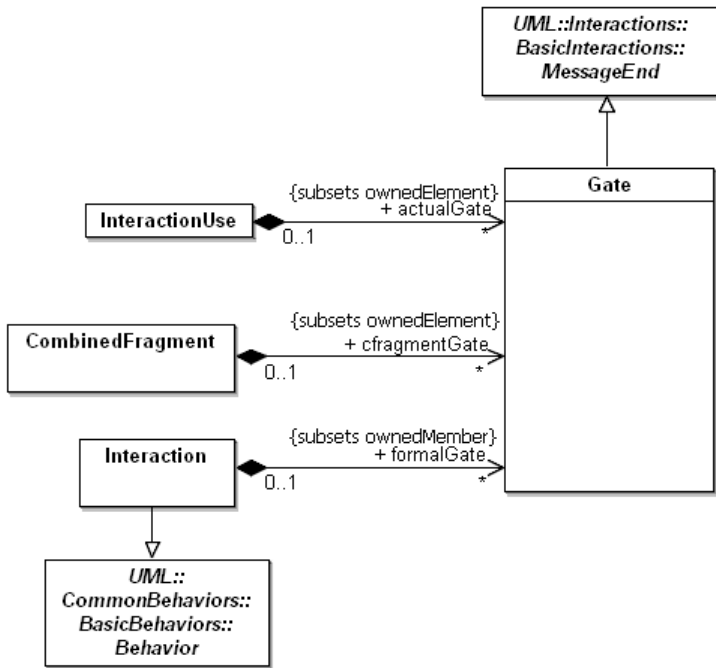 UML::Interactions::
BasicInteractions::
MessageEnd
Gate
{subsets ownedElement}
+ actualGate
InteractionUse
0..1
*
{subsets ownedElement}
+ cfragmentGate
CombinedFragment
0..1
*
{subsets ownedMember}
+ formalGate
Interaction
0..1
*
UML::
CommonBehaviors::
BasicBehaviors::
Behavior